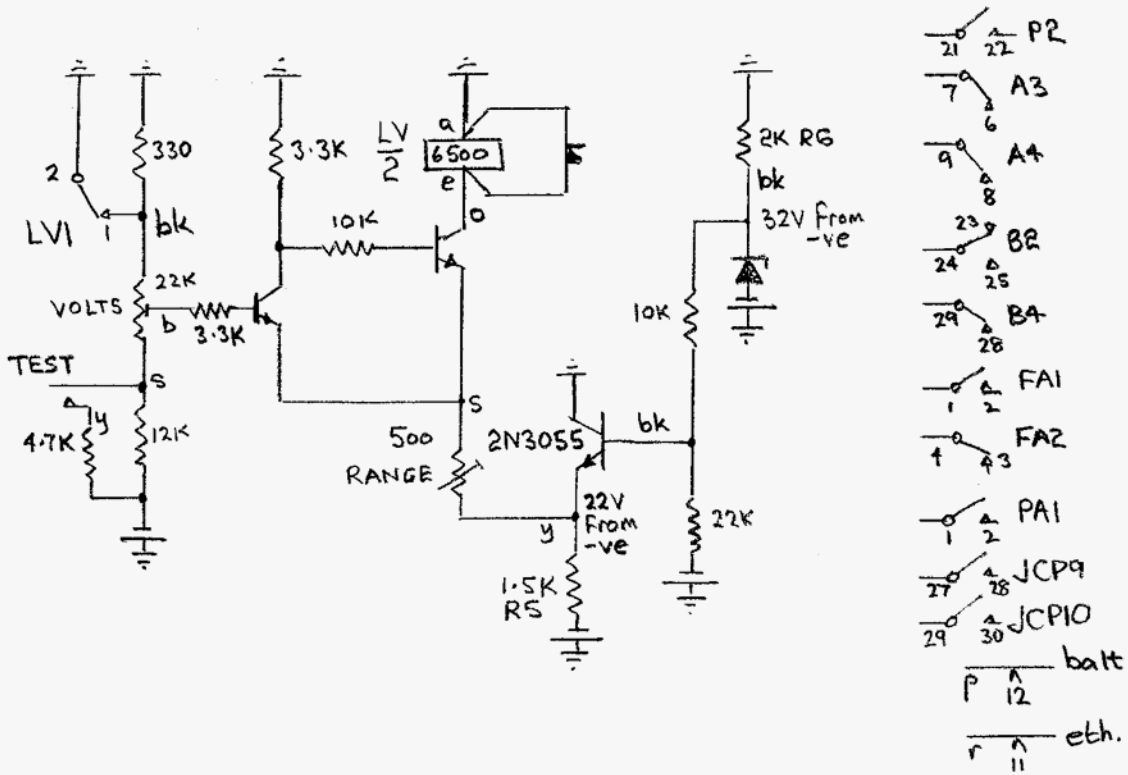 2
330
LV1
1
bk
22K
VOLTS
b
3.3K
TEST
S
y
4.7K
12K
3.3K
10K
LV
2
a
6500
e
O
S
500
RANGE
y
2N3055
bk
22V
From
-ve
1.5K
R5
2K R6
bk
32V From
-ve
10K
22K
21 22 P2
7 6 A3
9 8 A4
23
24 25 B2
29 28 B4
1 2 FA1
4 3 FA2
1 2 PA1
27 28 JCP9
29 30 JCP10
P 12 batt
r 11 eth.